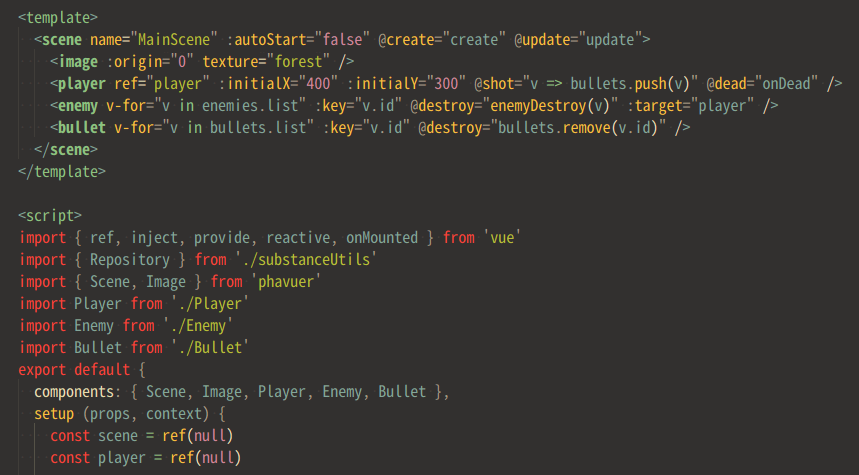 <template>
<scene name="MainScene" :autoStart="false" @create="create" @update="update">
<image :origin="0" texture="forest" />
<player ref="player" :initialX="400" :initialY="300" @shot="v => bullets.push(v)" @dead="onDead" />
<enemy v-for="v in enemies.list" :key="v.id" @destroy="enemyDestroy(v)" :target="player" />
<bullet v-for="v in bullets.list" :key="v.id" @destroy="bullets.remove(v.id)" />
</scene>
</template>
<script>
import { ref, inject, provide, reactive, onMounted } from 'vue'
import { Repository } from './substanceUtils'
import { Scene, Image } from 'phavuer'
import Player from './Player'
import Enemy from './Enemy'
import Bullet from './Bullet'
export default {
components: { Scene, Image, Player, Enemy, Bullet },
setup (props, context) {
const scene = ref(null)
const player = ref(null)